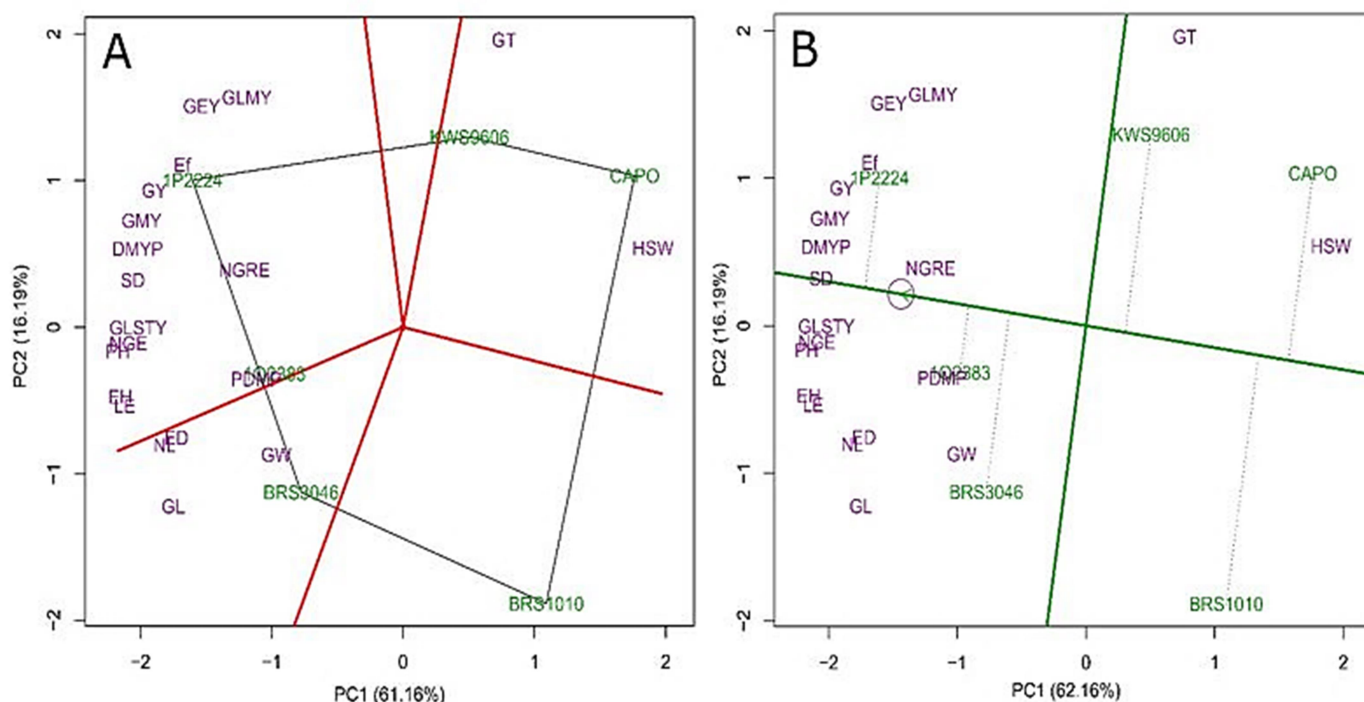 A
GT
GEY
GLMY
KWS9606
Ef
1P2224
CAPO
GY
GMY
DMYP
HSW
NGRE
SD
GLSTY
NGE
PH
PDMP
1Q2383
EH
LE
ED
NL
GW
BRS3046
GL
BRS1010
2
1
0
−1
−2
PC2 (16.19%)
−2
−1
0
1
2
PC1 (61.16%)
B
GT
GEY
GLMY
KWS9606
Ef
1P2224
CAPO
GY
GMY
DMYP
HSW
NGRE
SD
GLSTY
NGE
PH
PDMP
1Q2383
EH
LE
ED
NL
GW
BRS3046
GL
BRS1010
2
1
0
−1
−2
PC2 (16.19%)
−2
−1
0
1
2
PC1 (62.16%)